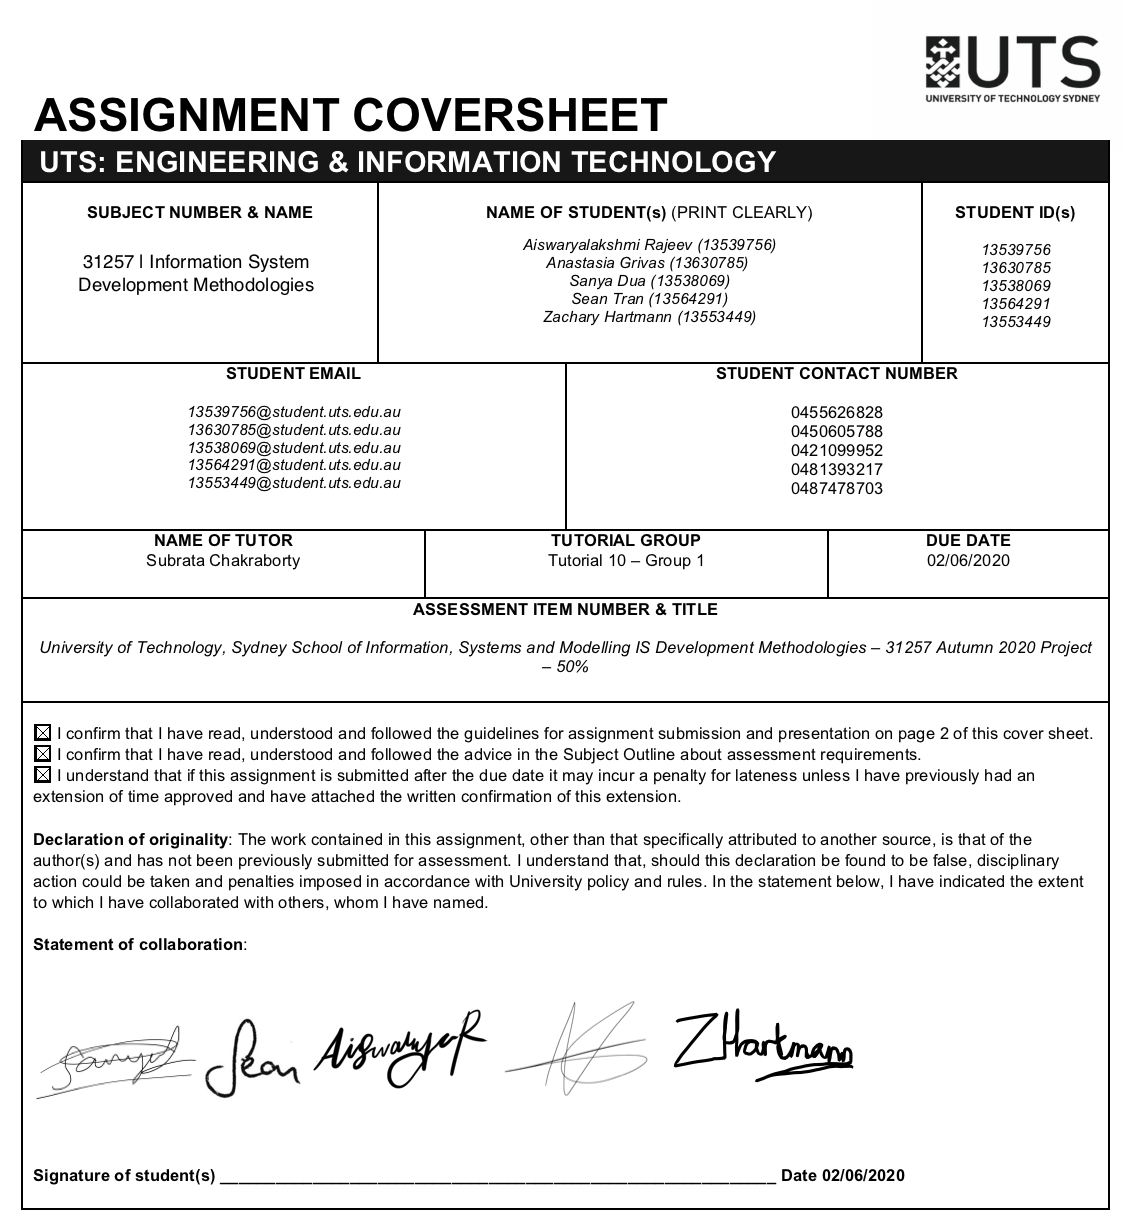 UTS
UNIVERSITY OF TECHNOLOGY SYDNEY
ASSIGNMENT COVERSHEET
UTS: ENGINEERING & INFORMATION TECHNOLOGY
SUBJECT NUMBER & NAME
31257 | Information System
Development Methodologies
NAME OF STUDENT(s) (PRINT CLEARLY)
Aiswaryalakshmi Rajeev (13539756)
Anastasia Grivas (13630785)
Sanya Dua (13538069)
Sean Tran (13564291)
Zachary Hartmann (13553449)
STUDENT ID(s)
13539756
13630785
13538069
13564291
13553449
STUDENT EMAIL
13539756@student.uts.edu.au
13630785@student.uts.edu.au
13538069@student.uts.edu.au
13564291@student.uts.edu.au
13553449@student.uts.edu.au
STUDENT CONTACT NUMBER
0455626828
0450605788
0421099952
0481393217
0487478703
NAME OF TUTOR
Subrata Chakraborty
TUTORIAL GROUP
Tutorial 10 – Group 1
DUE DATE
02/06/2020
ASSESSMENT ITEM NUMBER & TITLE
University of Technology, Sydney School of Information, Systems and Modelling IS Development Methodologies – 31257 Autumn 2020 Project
– 50%
I confirm that I have read, understood and followed the guidelines for assignment submission and presentation on page 2 of this cover sheet.
I confirm that I have read, understood and followed the advice in the Subject Outline about assessment requirements.
I understand that if this assignment is submitted after the due date it may incur a penalty for lateness unless I have previously had an
extension of time approved and have attached the written confirmation of this extension.
Declaration of originality: The work contained in this assignment, other than that specifically attributed to another source, is that of the
author(s) and has not been previously submitted for assessment. I understand that, should this declaration be found to be false, disciplinary
action could be taken and penalties imposed in accordance with University policy and rules. In the statement below, I have indicated the extent
to which I have collaborated with others, whom I have named.
Statement of collaboration:
Sanya Sean AiswaryaR AG ZHartmann
Signature of student(s) ____________________________________________________________ Date 02/06/2020